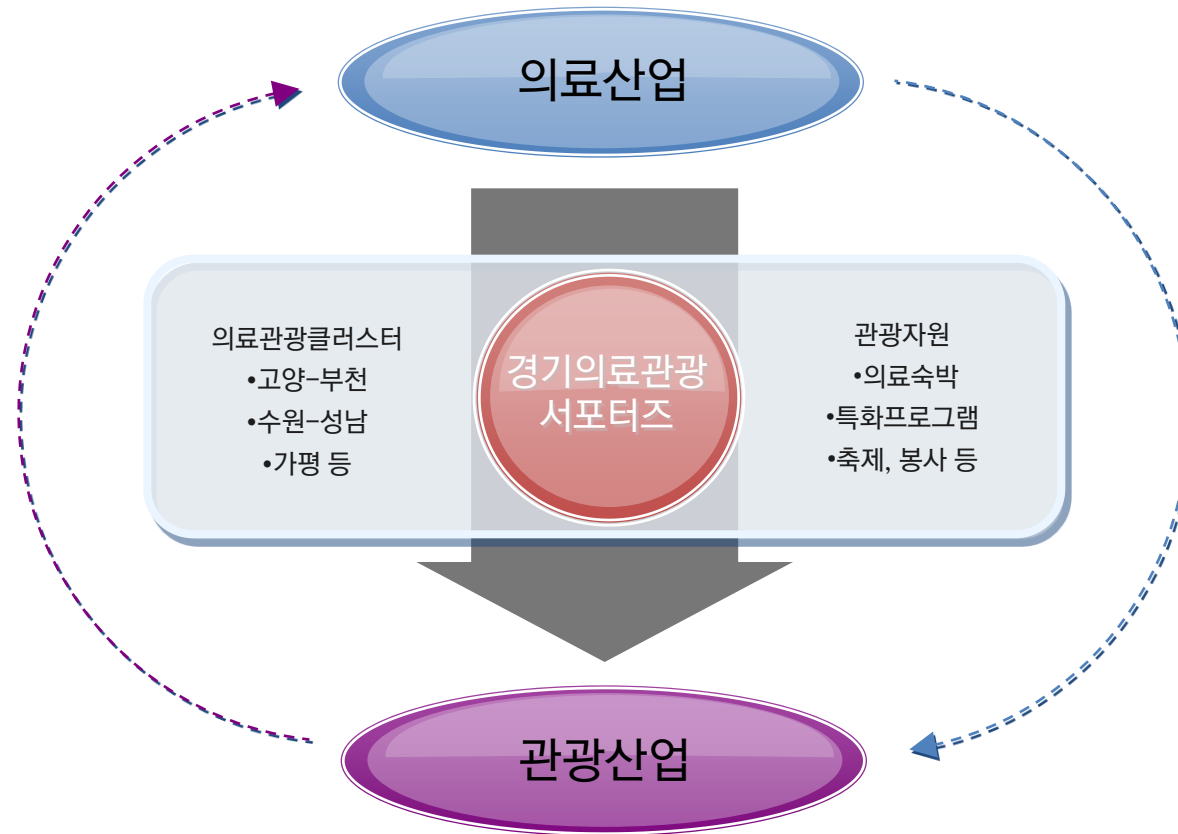 의료산업
의료관광클러스터
•고양-부천
•수원-성남
•가평 등
경기의료관광
서포터즈
관광자원
•의료숙박
•특화프로그램
•축제, 봉사 등
관광산업